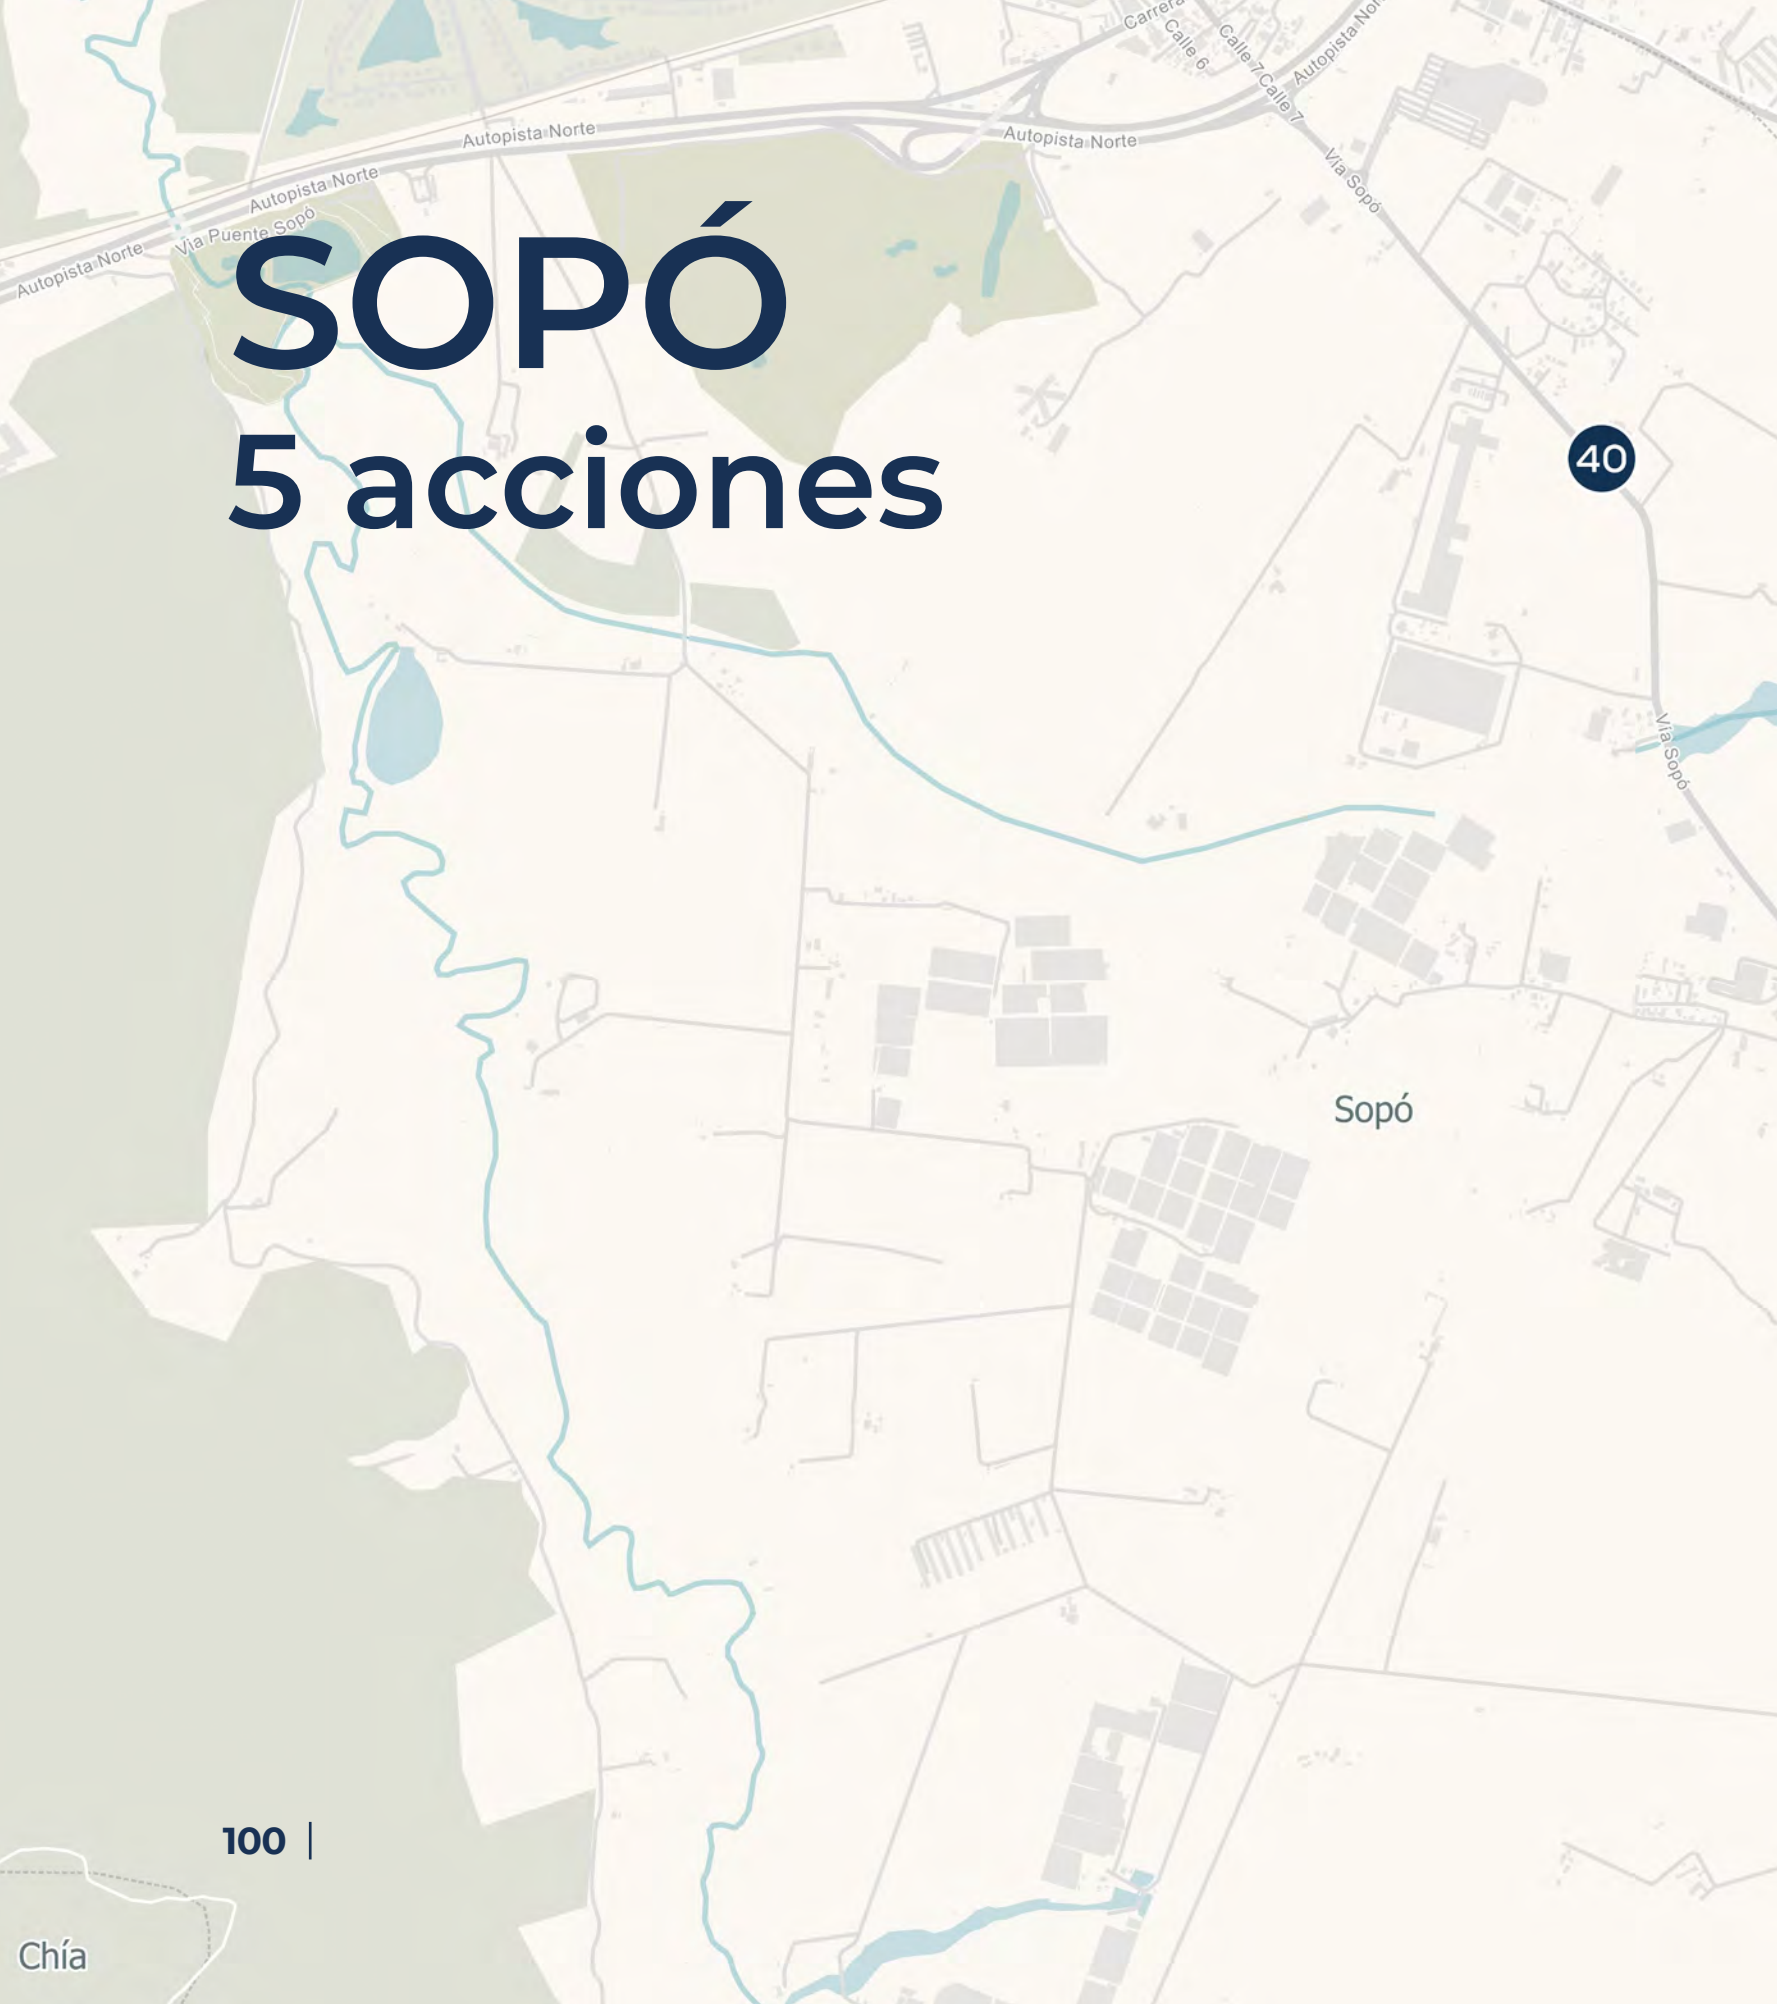 Carrera
Calle 6
Calle 7
Calle 7
Autopista Nor
Autopista Norte
Autopista Norte
Autopista Norte
Vía Sopó
Vía Puente Sopó
Autopista Norte
SOPÓ
5 acciones
40
Vía Sopó
Sopó
100 |
Chía